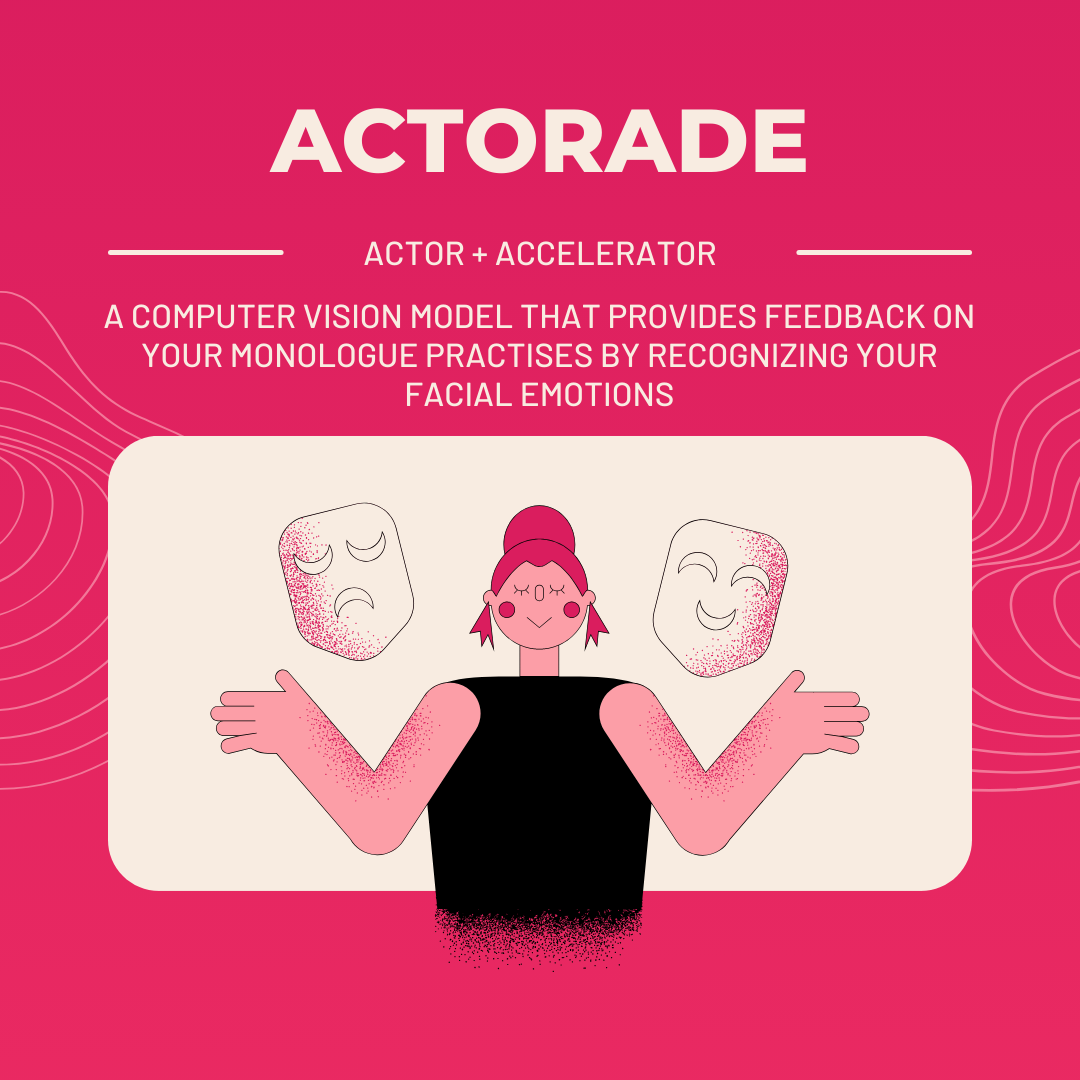 ACTORADE
ACTOR + ACCELERATOR
A COMPUTER VISION MODEL THAT PROVIDES FEEDBACK ON
YOUR MONOLOGUE PRACTISES BY RECOGNIZING YOUR
FACIAL EMOTIONS